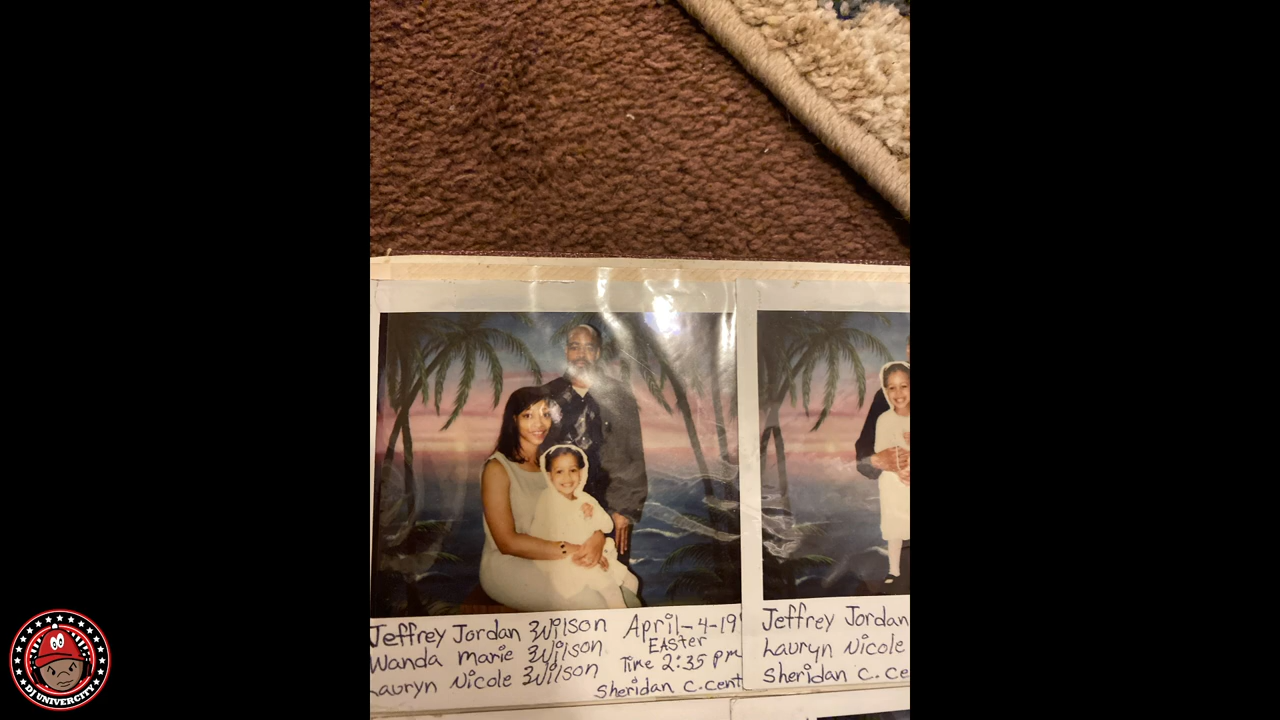 Jeffrey Jordan Wilson April-4-19
Wanda marie Wilson EAster
Lauryn Nicole Wilson Time 2:35 pm
Sheridan C.cent
Jeffrey Jordan
Lauryn Nicole
Sheridan C. Ce
DJ UNIVERCITY